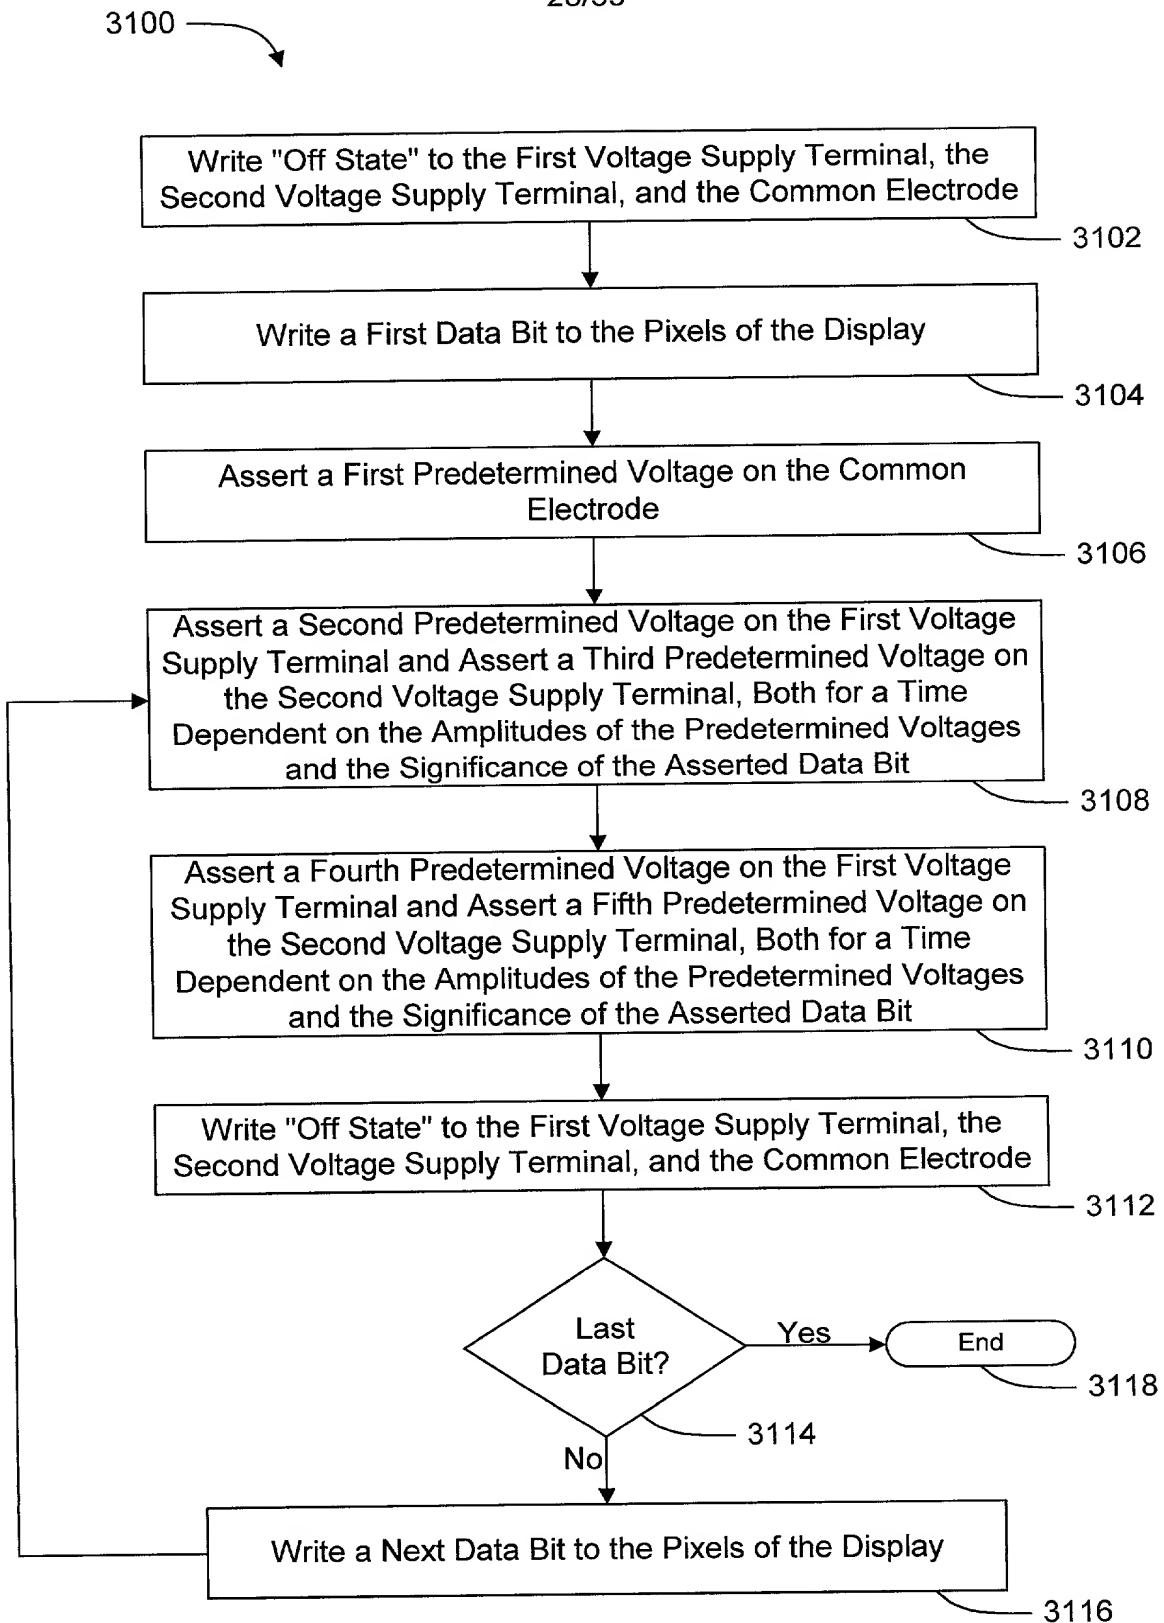 3100
Write "Off State" to the First Voltage Supply Terminal, the
Second Voltage Supply Terminal, and the Common Electrode
3102
Write a First Data Bit to the Pixels of the Display
3104
Assert a First Predetermined Voltage on the Common
Electrode
3106
Assert a Second Predetermined Voltage on the First Voltage
Supply Terminal and Assert a Third Predetermined Voltage on
the Second Voltage Supply Terminal, Both for a Time
Dependent on the Amplitudes of the Predetermined Voltages
and the Significance of the Asserted Data Bit
3108
Assert a Fourth Predetermined Voltage on the First Voltage
Supply Terminal and Assert a Fifth Predetermined Voltage on
the Second Voltage Supply Terminal, Both for a Time
Dependent on the Amplitudes of the Predetermined Voltages
and the Significance of the Asserted Data Bit
3110
Write "Off State" to the First Voltage Supply Terminal, the
Second Voltage Supply Terminal, and the Common Electrode
3112
Last
Data Bit?
Yes
End
3118
3114
No
Write a Next Data Bit to the Pixels of the Display
3116